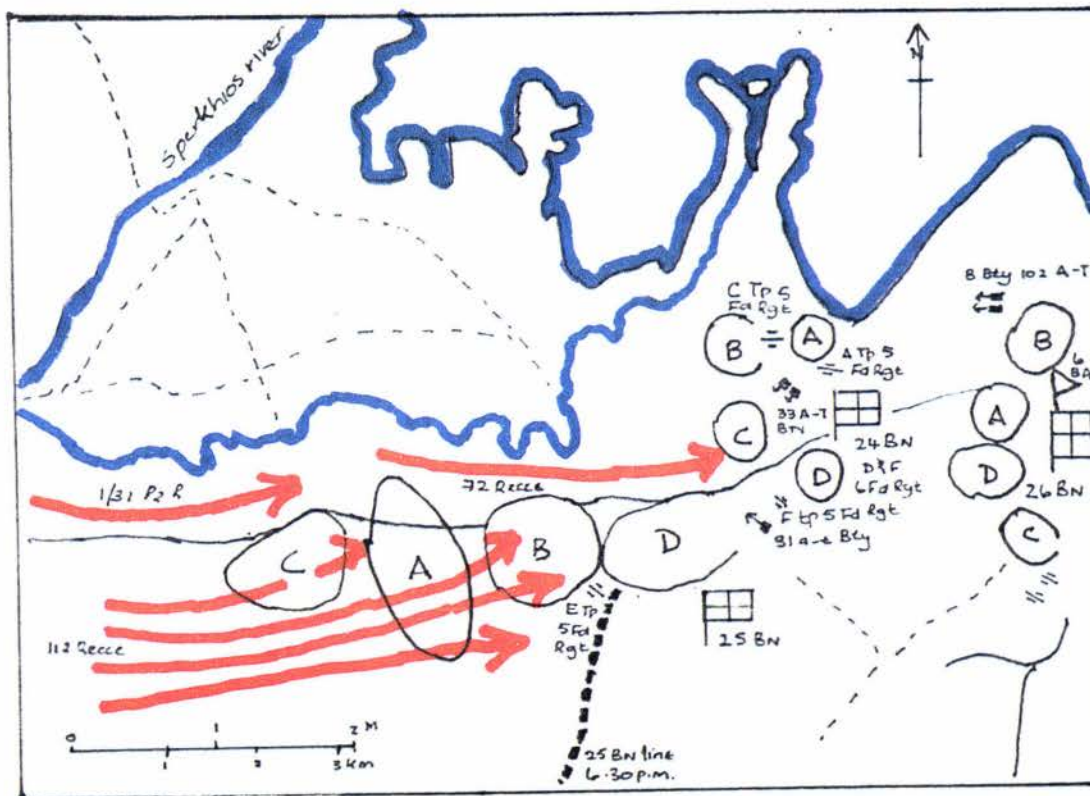 Sperkhios river
N
B Bty 102 A-T
C Tp 5
Fd Rgt
B
A
B
A Tp 5
Fd Rgt
6
33 A-T
Bty
A
C
24 BN
1/31 Pz R
72 Recce
D
D & F
6 Fd Rgt
D
26 BN
F tp 5 Fd Rgt
31 a-t Bty
C
C
A
B
D
E Tp
5 Fd
Rgt
112 Recce
25 BN
0
1
2 M
1
2
3 km
25 BN line
6.30 p.m.